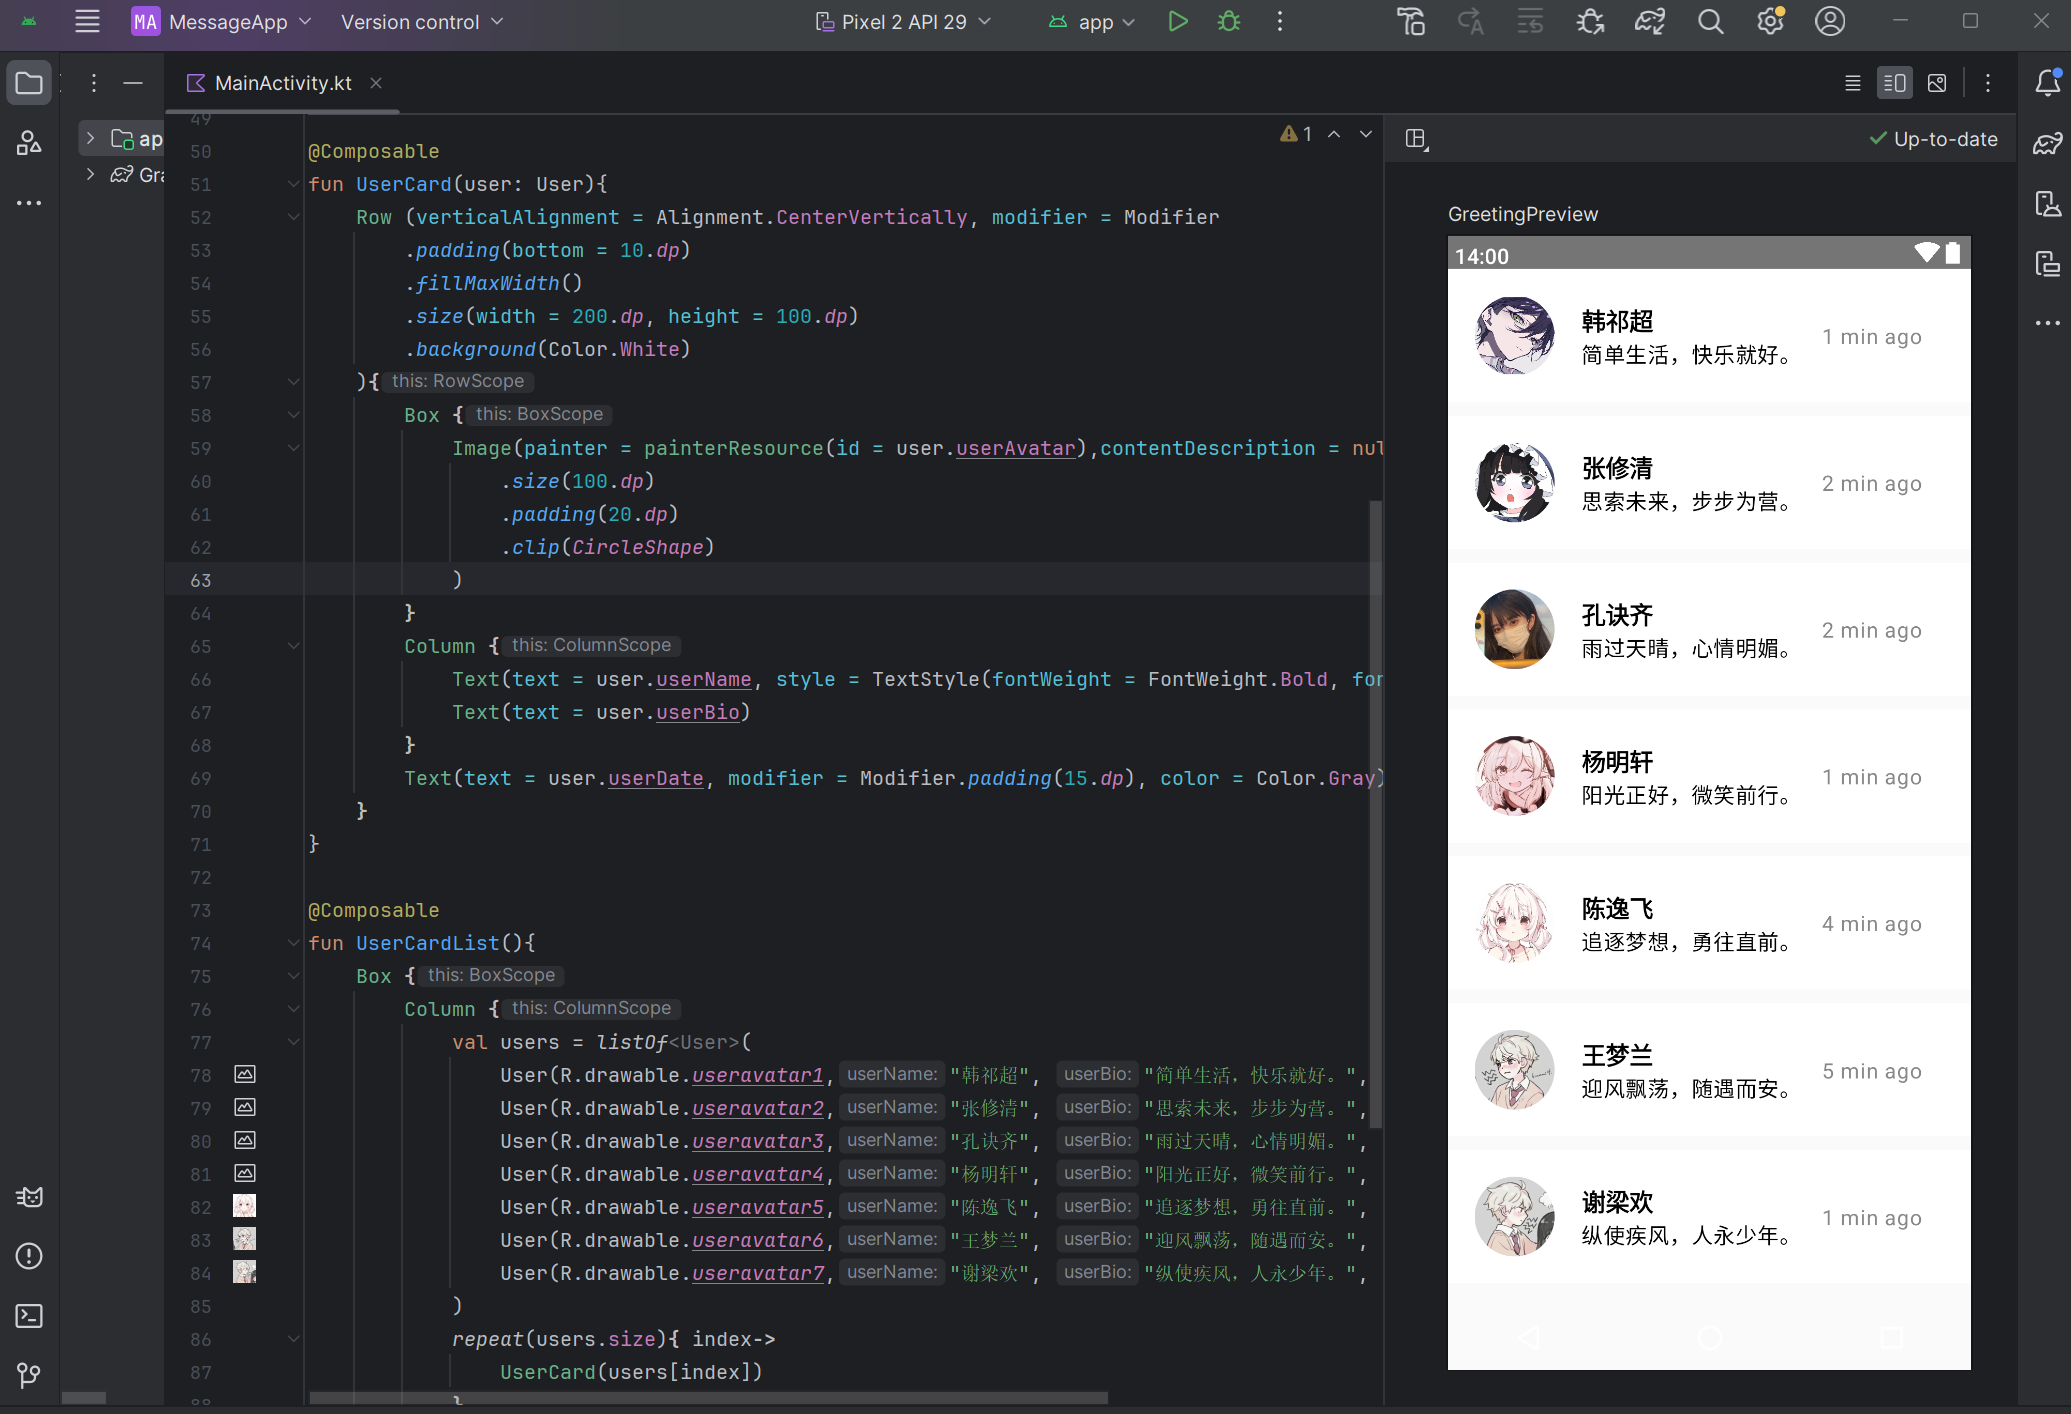 MA MessageApp Version control Pixel 2 API 29 app
MainActivity.kt
ap
Gra
1
Up-to-date
49
50 @Composable
51 fun UserCard(user: User){
52 Row (verticalAlignment = Alignment.CenterVertically, modifier = Modifier
53 .padding(bottom = 10.dp)
54 .fillMaxWidth()
55 .size(width = 200.dp, height = 100.dp)
56 .background(Color.White)
57 ){ this: RowScope
58 Box { this: BoxScope
59 Image(painter = painterResource(id = user.userAvatar),contentDescription = nul
60 .size(100.dp)
61 .padding(20.dp)
62 .clip(CircleShape)
63 )
64 }
65 Column { this: ColumnScope
66 Text(text = user.userName, style = TextStyle(fontWeight = FontWeight.Bold, fon
67 Text(text = user.userBio)
68 }
69 Text(text = user.userDate, modifier = Modifier.padding(15.dp), color = Color.Gray)
70 }
71 }
72
73 @Composable
74 fun UserCardList(){
75 Box { this: BoxScope
76 Column { this: ColumnScope
77 val users = listOf<User>(
78 User(R.drawable.useravatar1, userName: "韩祁超", userBio: "简单生活，快乐就好。",
79 User(R.drawable.useravatar2, userName: "张修清", userBio: "思索未来，步步为营。",
80 User(R.drawable.useravatar3, userName: "孔诀齐", userBio: "雨过天晴，心情明媚。",
81 User(R.drawable.useravatar4, userName: "杨明轩", userBio: "阳光正好，微笑前行。",
82 User(R.drawable.useravatar5, userName: "陈逸飞", userBio: "追逐梦想，勇往直前。",
83 User(R.drawable.useravatar6, userName: "王梦兰", userBio: "迎风飘荡，随遇而安。",
84 User(R.drawable.useravatar7, userName: "谢梁欢", userBio: "纵使疾风，人永少年。",
85 )
86 repeat(users.size){ index->
87 UserCard(users[index])
88 }
GreetingPreview
14:00
韩祁超
简单生活，快乐就好。
1 min ago
张修清
思索未来，步步为营。
2 min ago
孔诀齐
雨过天晴，心情明媚。
2 min ago
杨明轩
阳光正好，微笑前行。
1 min ago
陈逸飞
追逐梦想，勇往直前。
4 min ago
王梦兰
迎风飘荡，随遇而安。
5 min ago
谢梁欢
纵使疾风，人永少年。
1 min ago